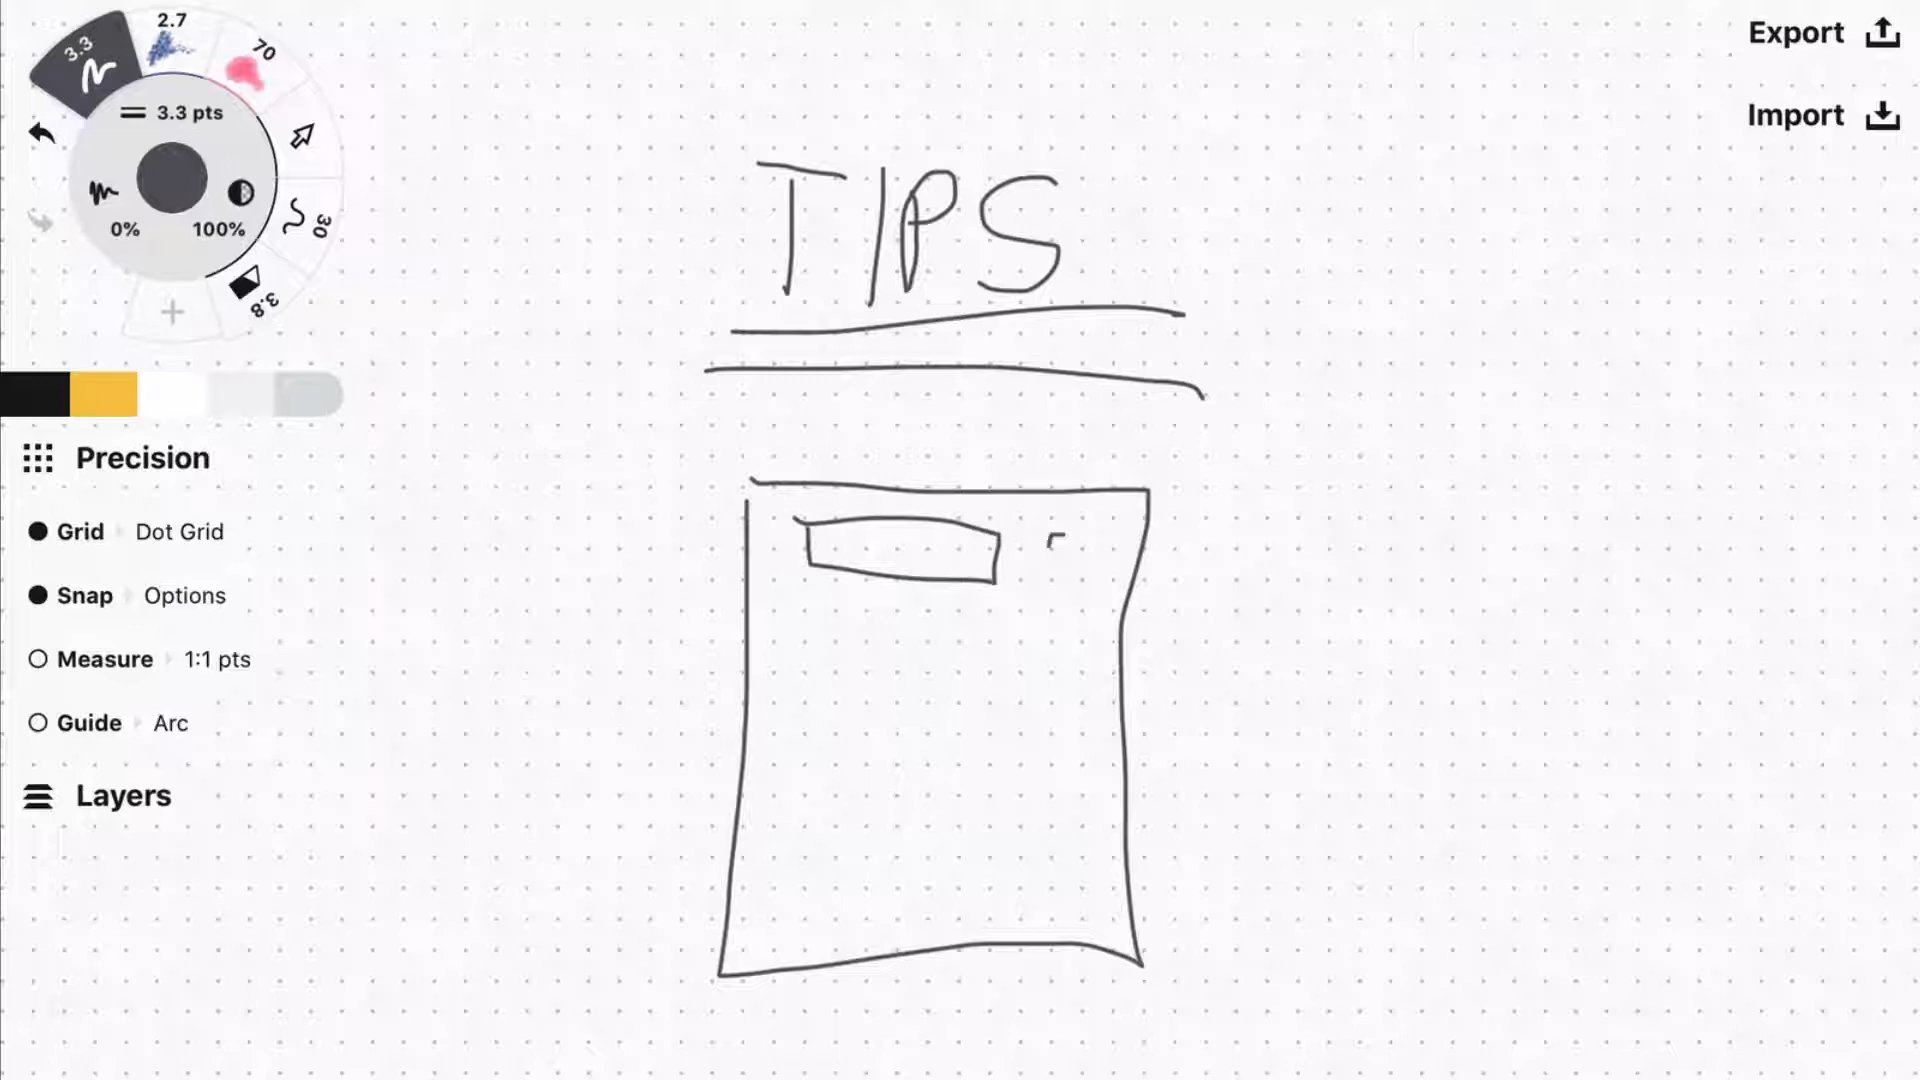 2.7
3.3
70
3.3 pts
0%
100%
30
3.8
Export
Import
TIPS
Precision
Grid Dot Grid
Snap Options
Measure 1:1 pts
Guide Arc
Layers